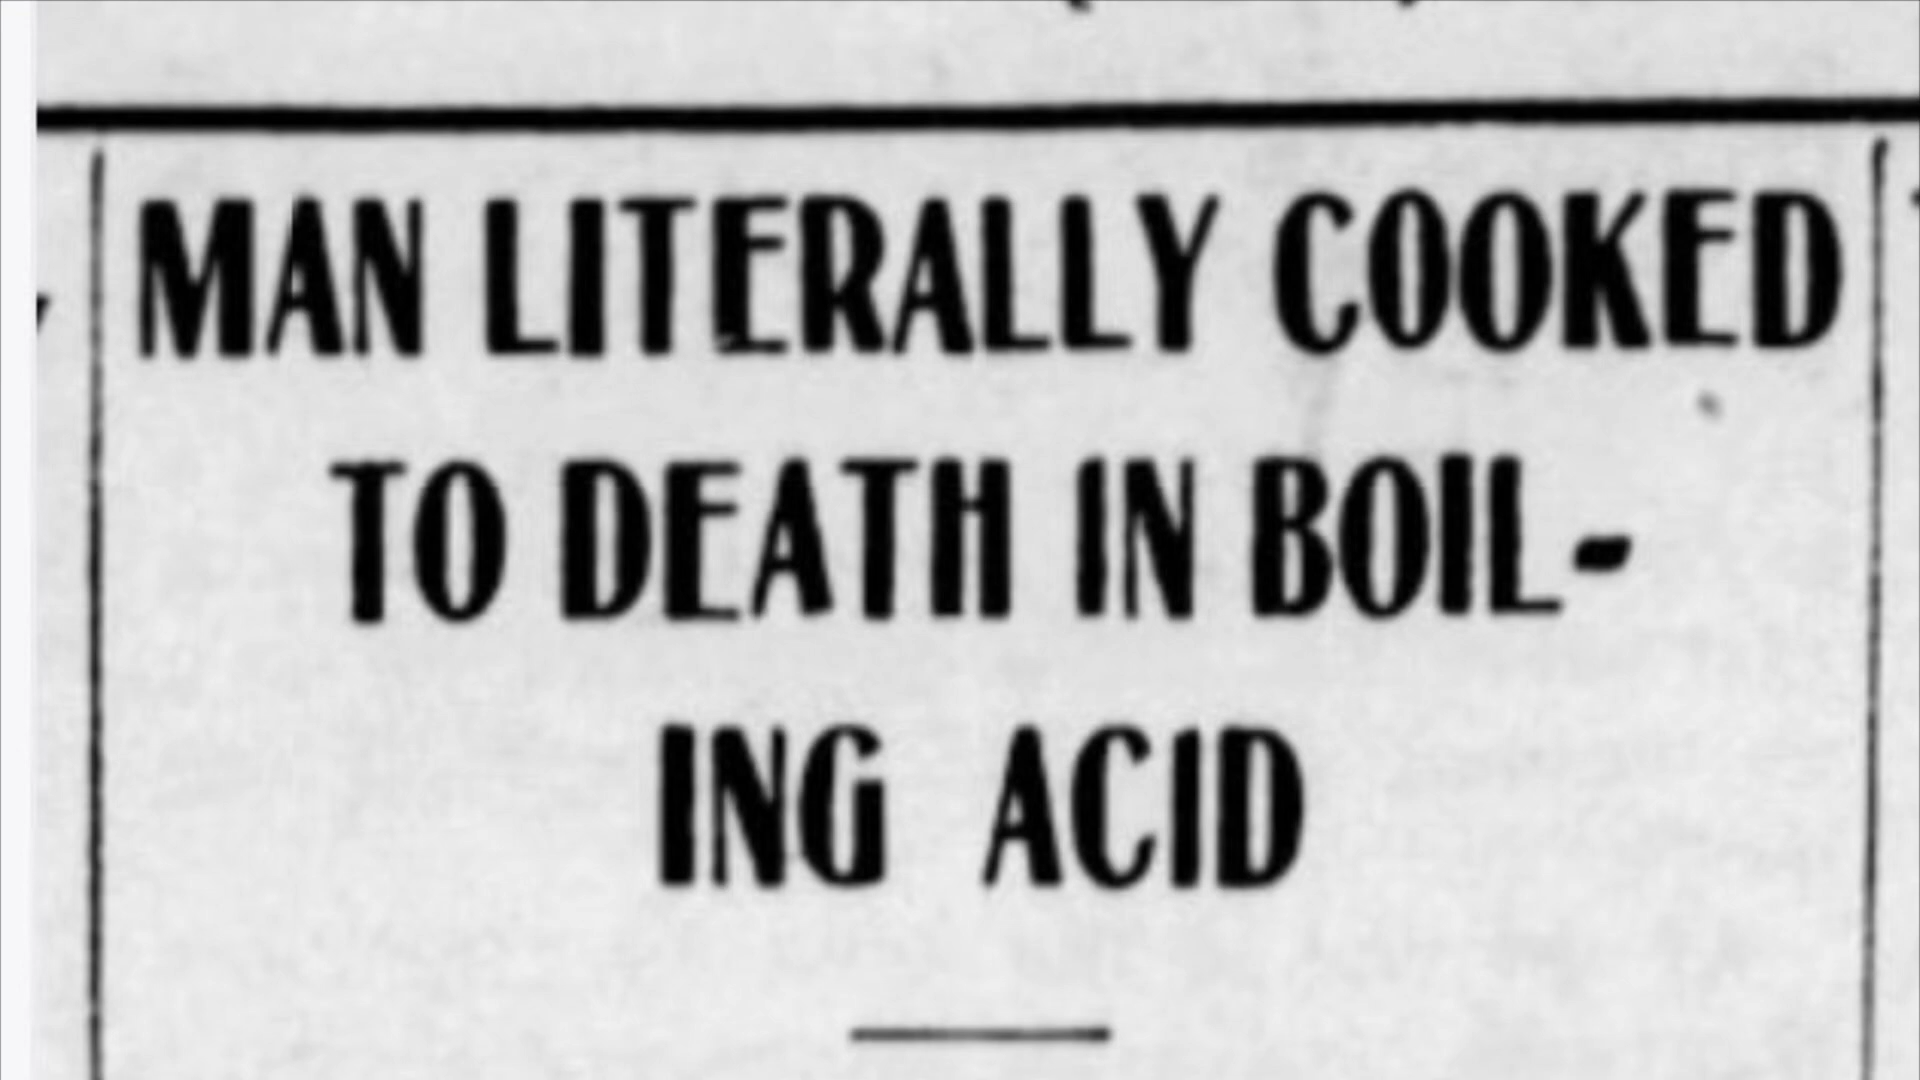 MAN LITERALLY COOKED
TO DEATH IN BOIL-
ING ACID